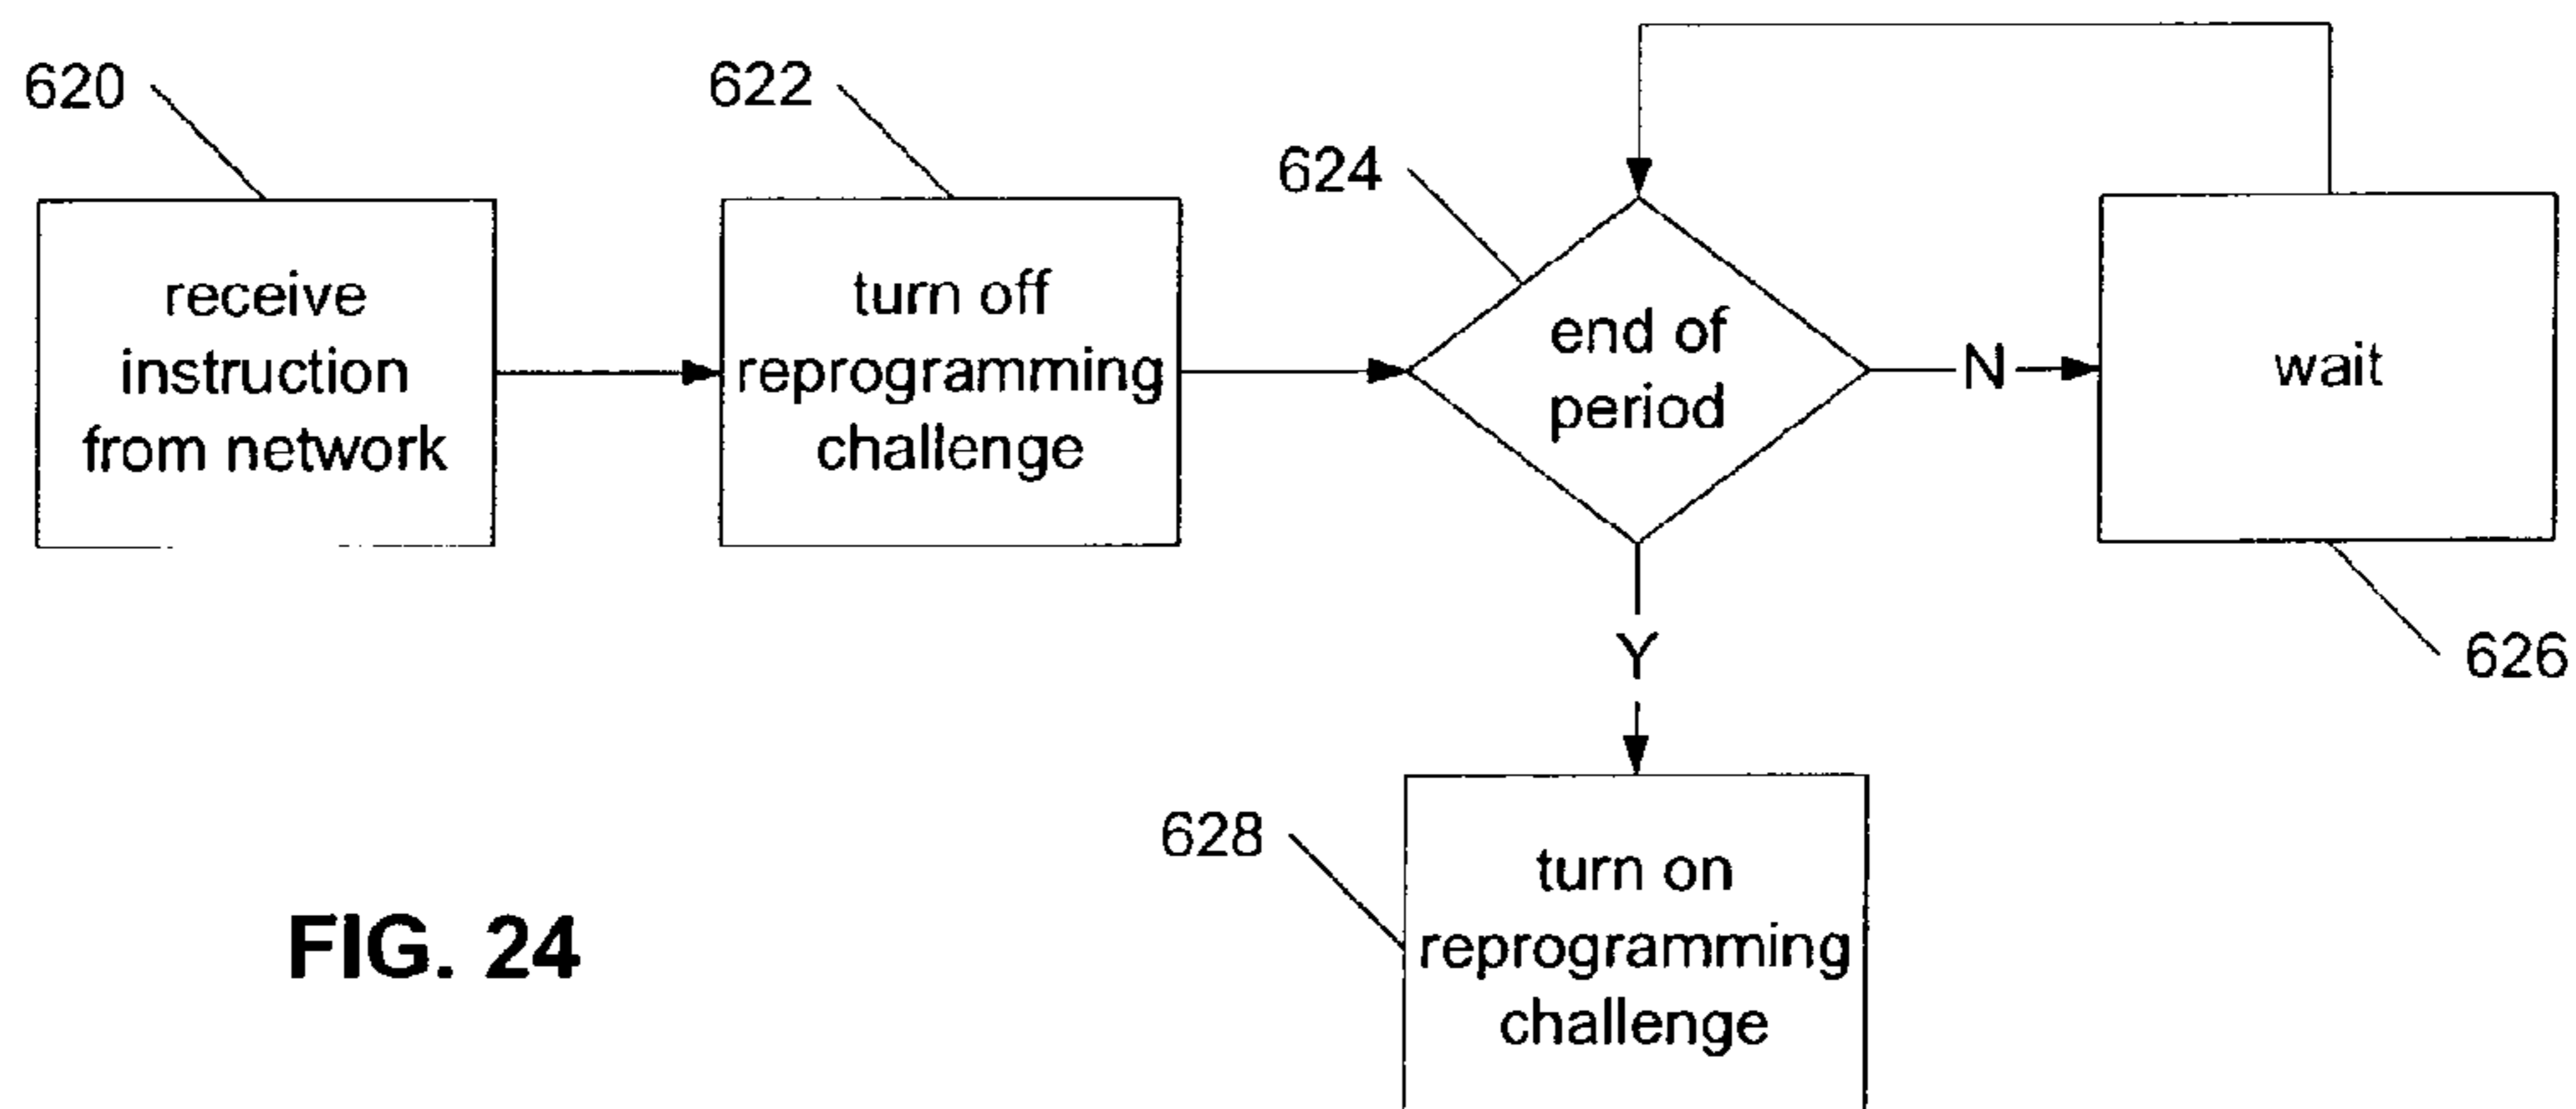 620
622
624
receive
instruction
from network
turn off
reprogramming
challenge
end of
period
N
wait
Y
626
628
turn on
reprogramming
challenge
FIG. 24